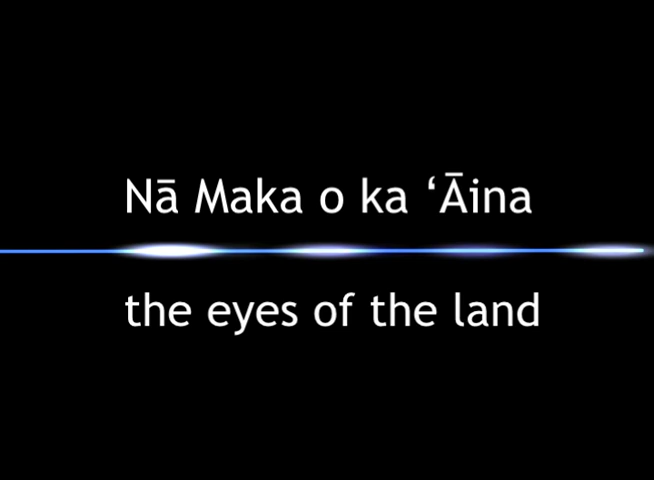 Nā Maka o ka ʻĀina
the eyes of the land